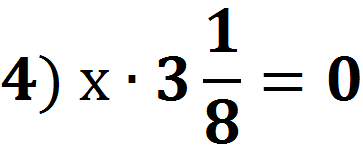 4) x · 3 1/8 = 0